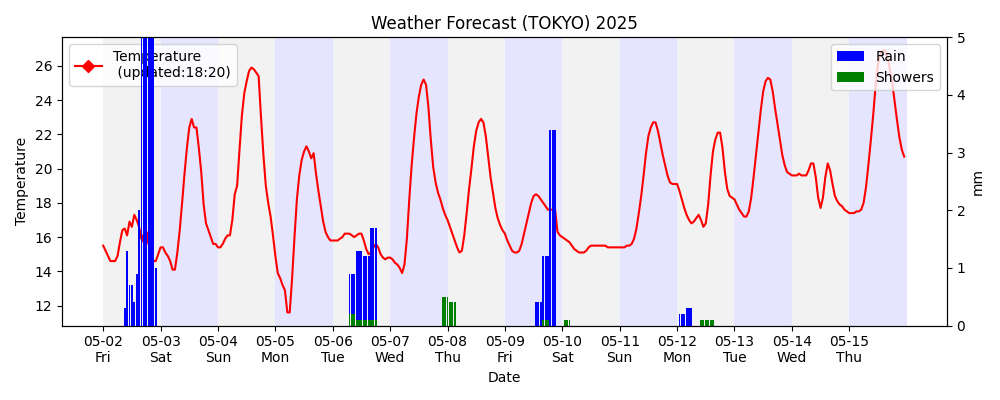 Weather Forecast (TOKYO) 2025
Temperature
(updated:18:20)
Rain
Showers
Temperature
26
24
22
20
18
16
14
12
5
4
3
2
1
0
mm
05-02 05-03 05-04 05-05 05-06 05-07 05-08 05-09 05-10 05-11 05-12 05-13 05-14 05-15
Fri Sat Sun Mon Tue Wed Thu Fri Sat Sun Mon Tue Wed Thu
Date